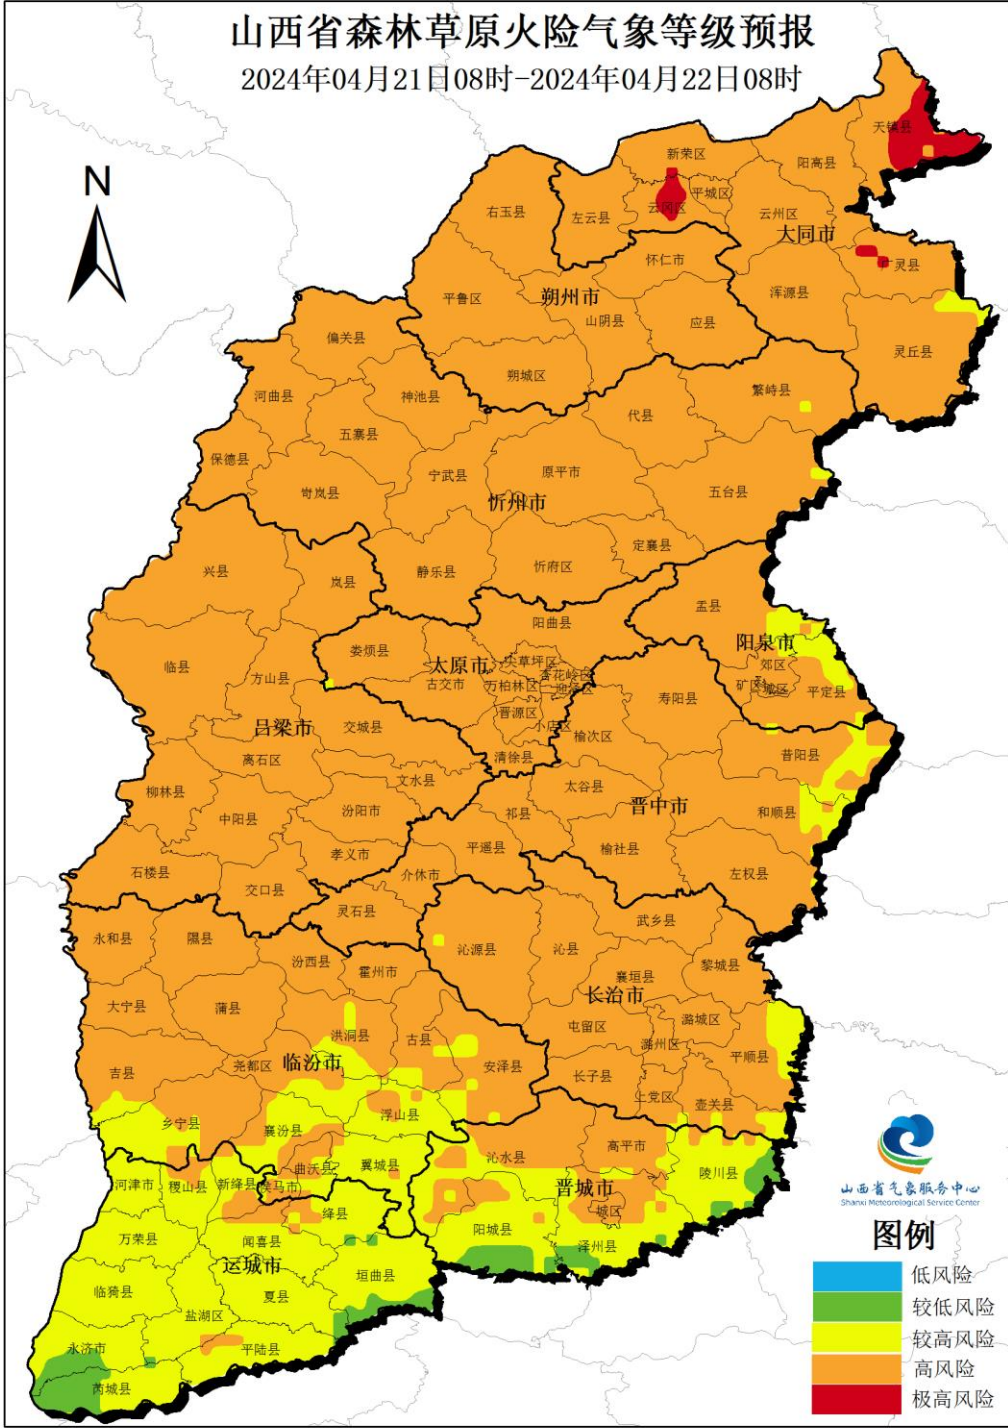 山西省森林草原火险气象等级预报
2024年04月21日08时-2024年04月22日08时
N
天镇县
新荣区
阳高县
平城区
云冈区
右玉县
左云县
云州区
大同市
怀仁市
广灵县
浑源县
平鲁区
朔州市
山阴县
应县
灵丘县
偏关县
朔城区
繁峙县
河曲县
神池县
代县
五寨县
保德县
宁武县
原平市
岢岚县
五台县
忻州市
定襄县
兴县
岚县
静乐县
忻府区
盂县
阳曲县
阳泉市
娄烦县
太原市
尖草坪区
临县
方山县
古交市
万柏林区
杏花岭区
迎泽区
郊区
矿区
城区
平定县
寿阳县
晋源区
小店区
吕梁市
交城县
榆次区
离石区
清徐县
昔阳县
柳林县
文水县
太谷县
中阳县
汾阳市
祁县
晋中市
和顺县
石楼县
孝义市
平遥县
榆社县
交口县
介休市
左权县
灵石县
武乡县
永和县
隰县
汾西县
沁源县
沁县
霍州市
襄垣县
黎城县
大宁县
蒲县
长治市
洪洞县
古县
屯留区
潞城区
潞州区
吉县
尧都区
临汾市
安泽县
平顺县
长子县
上党区
壶关县
乡宁县
襄汾县
浮山县
高平市
沁水县
陵川县
河津市
稷山县
新绛县
侯马市
曲沃县?
翼城县
晋城市
城区
绛县
阳城县
泽州县
万荣县
闻喜县
运城市
垣曲县
临猗县
夏县
盐湖区
永济市
平陆县
芮城县
山西省气象服务中心
Shanxi Meteorological Service Center
图例
低风险
较低风险
较高风险
高风险
极高风险